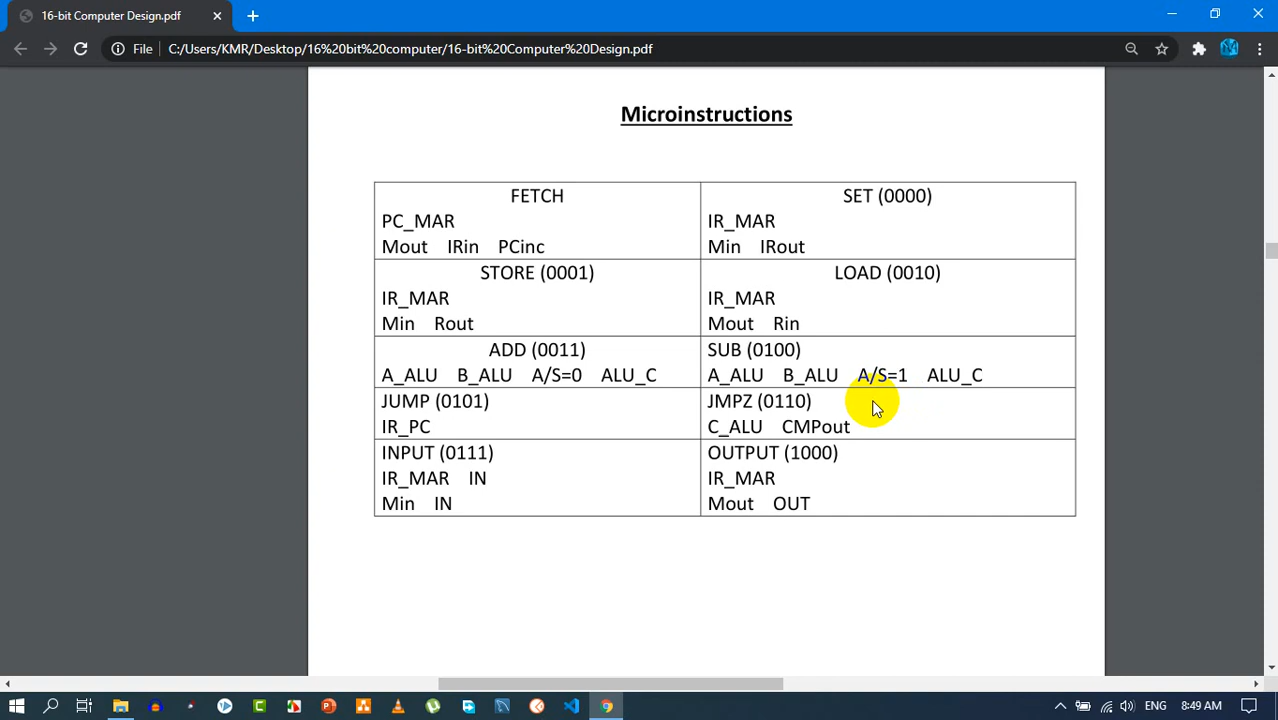 16-bit Computer Design.pdf
File C:/Users/KMR/Desktop/16%20bit%20computer/16-bit%20Computer%20Design.pdf
Microinstructions
FETCH
PC_MAR
Mout IRin PCinc
SET (0000)
IR_MAR
Min IRout
STORE (0001)
IR_MAR
Min Rout
LOAD (0010)
IR_MAR
Mout Rin
ADD (0011)
A_ALU B_ALU A/S=0 ALU_C
SUB (0100)
A_ALU B_ALU A/S=1 ALU_C
JUMP (0101)
IR_PC
JMPZ (0110)
C_ALU CMPout
INPUT (0111)
IR_MAR IN
Min IN
OUTPUT (1000)
IR_MAR
Mout OUT
ENG 8:49 AM